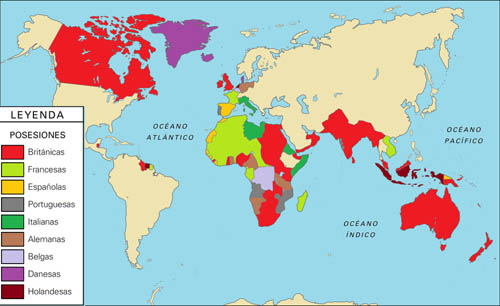 OCÉANO
ATLÁNTICO
OCÉANO
PACÍFICO
OCÉANO
ÍNDICO
LEYENDA
POSESIONES
Británicas
Francesas
Españolas
Portuguesas
Italianas
Alemanas
Belgas
Danesas
Holandesas